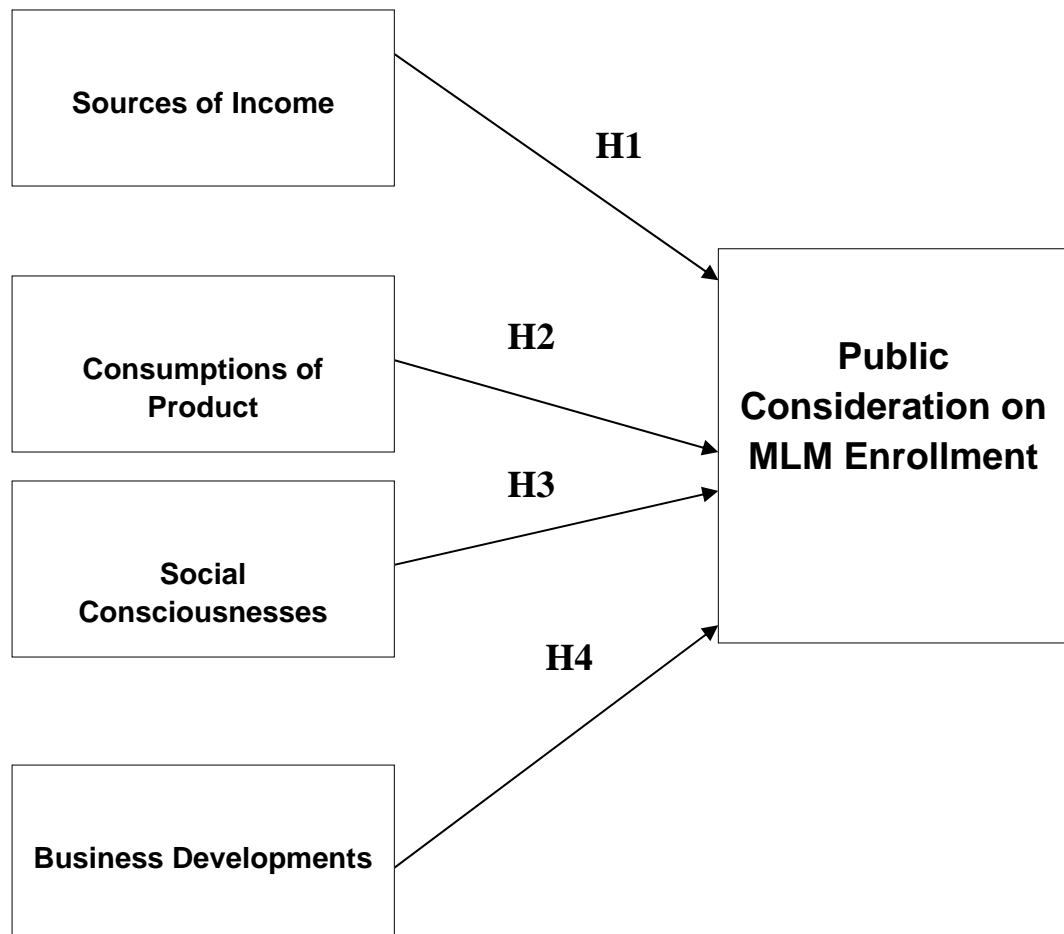 Sources of Income
H1
Consumptions of
Product
H2
Public
Consideration on
MLM Enrollment
H3
Social
Consciousnesses
H4
Business Developments